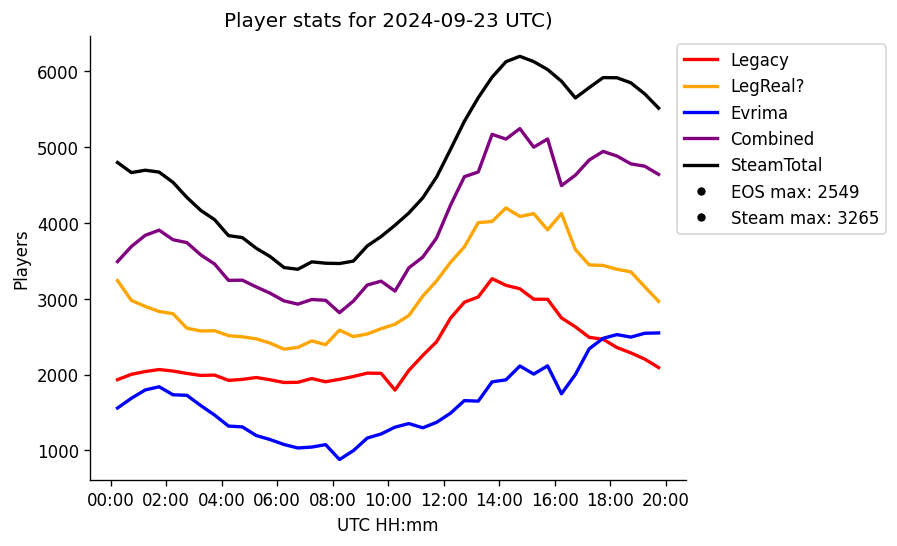 Player stats for 2024-09-23 UTC)
Legacy
LegReal?
Evrima
Combined
SteamTotal
EOS max: 2549
Steam max: 3265
Players
6000
5000
4000
3000
2000
1000
00:00 02:00 04:00 06:00 08:00 10:00 12:00 14:00 16:00 18:00 20:00
UTC HH:mm